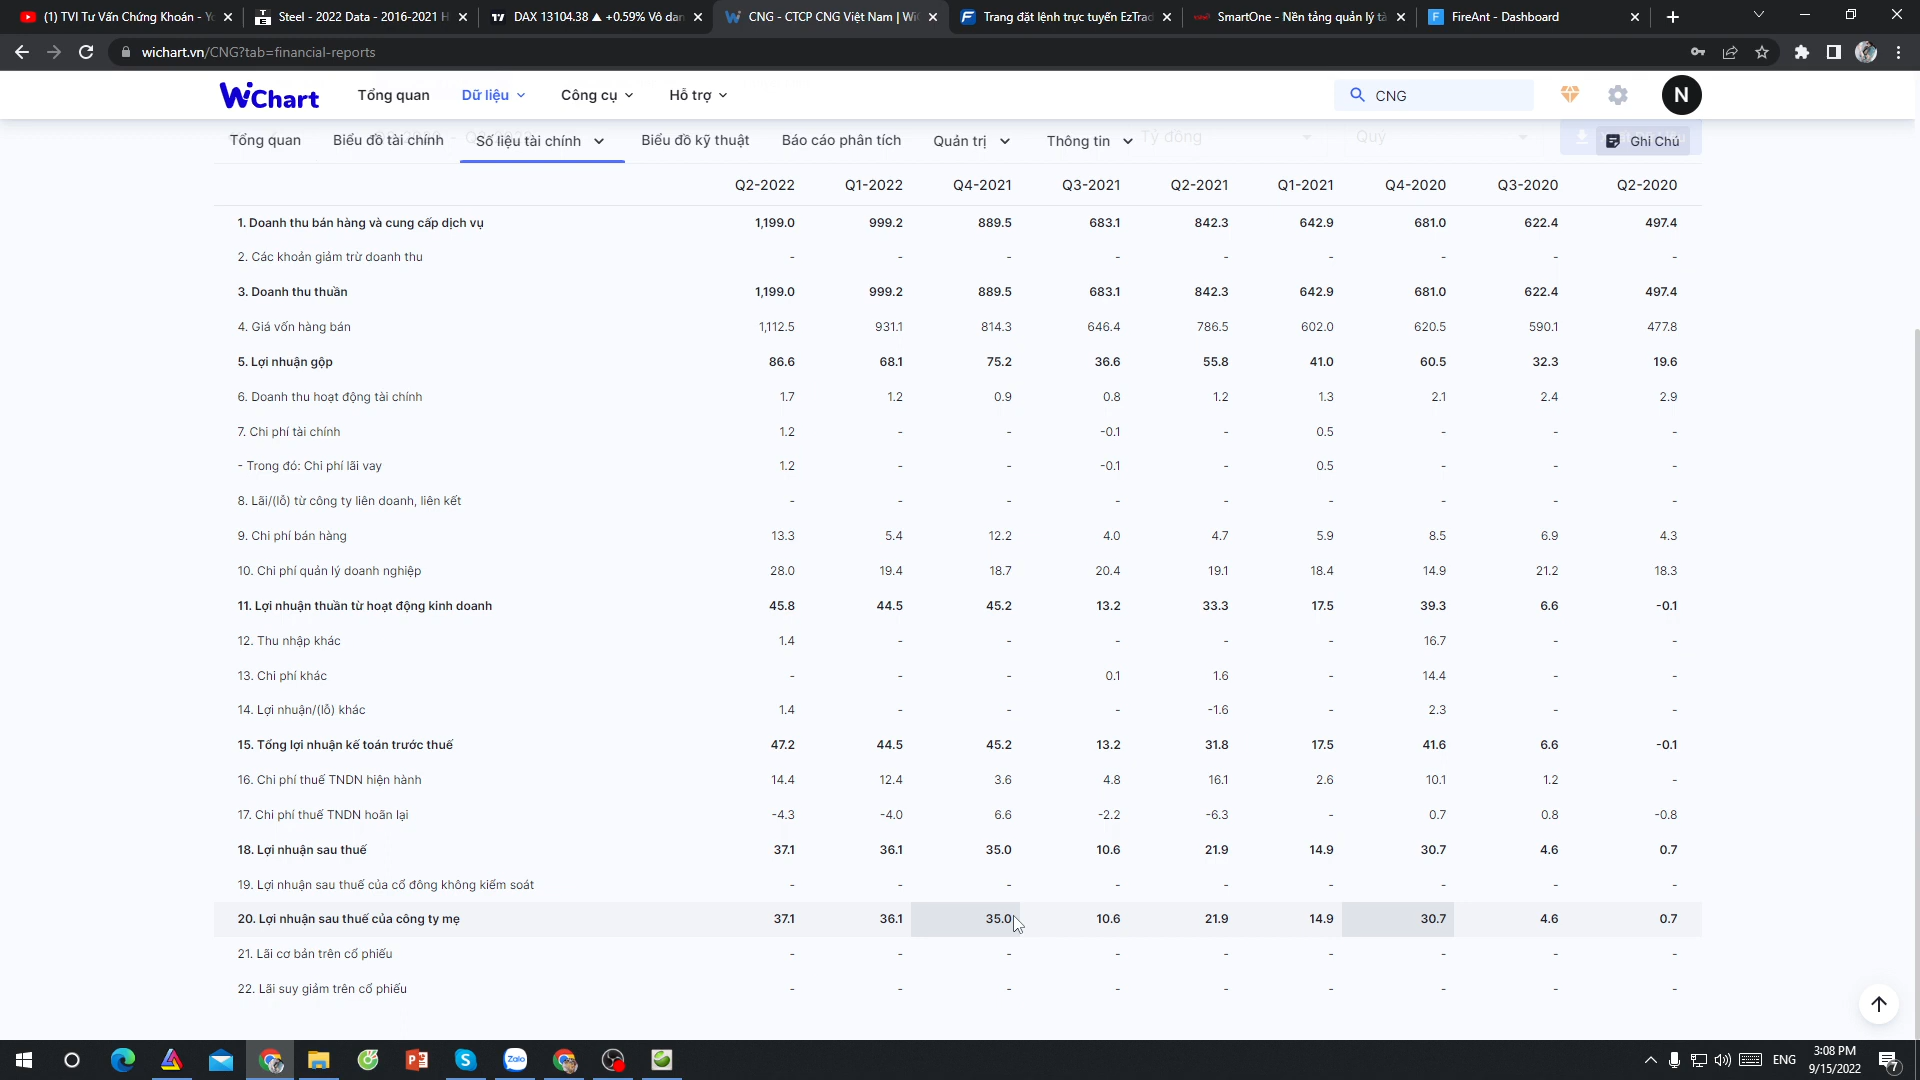 (1) TVI Tư Vấn Chứng Khoán - Yo
Steel - 2022 Data - 2016-2021 H
DAX 13104.38 ▲ +0.59% Vô dan
CNG - CTCP CNG Việt Nam | WiC
Trang đặt lệnh trực tuyến EzTrad
SmartOne - Nền tảng quản lý tà
FireAnt - Dashboard
wichart.vn/CNG?tab=financial-reports
WiChart
Tổng quan
Dữ liệu
Công cụ
Hỗ trợ
CNG
N
Tổng quan
Biểu đồ tài chính
Số liệu tài chính
Biểu đồ kỹ thuật
Báo cáo phân tích
Quản trị
Thông tin
Tỷ đồng
Quý
Ghi Chú
Q2-2022 Q1-2022 Q4-2021 Q3-2021 Q2-2021 Q1-2021 Q4-2020 Q3-2020 Q2-2020
1. Doanh thu bán hàng và cung cấp dịch vụ 1,199.0 999.2 889.5 683.1 842.3 642.9 681.0 622.4 497.4
2. Các khoản giảm trừ doanh thu - - - - - - - - -
3. Doanh thu thuần 1,199.0 999.2 889.5 683.1 842.3 642.9 681.0 622.4 497.4
4. Giá vốn hàng bán 1,112.5 931.1 814.3 646.4 786.5 602.0 620.5 590.1 477.8
5. Lợi nhuận gộp 86.6 68.1 75.2 36.6 55.8 41.0 60.5 32.3 19.6
6. Doanh thu hoạt động tài chính 1.7 1.2 0.9 0.8 1.2 1.3 2.1 2.4 2.9
7. Chi phí tài chính 1.2 - - -0.1 - 0.5 - - -
- Trong đó: Chi phí lãi vay 1.2 - - -0.1 - 0.5 - - -
8. Lãi/(lỗ) từ công ty liên doanh, liên kết - - - - - - - - -
9. Chi phí bán hàng 13.3 5.4 12.2 4.0 4.7 5.9 8.5 6.9 4.3
10. Chi phí quản lý doanh nghiệp 28.0 19.4 18.7 20.4 19.1 18.4 14.9 21.2 18.3
11. Lợi nhuận thuần từ hoạt động kinh doanh 45.8 44.5 45.2 13.2 33.3 17.5 39.3 6.6 -0.1
12. Thu nhập khác 1.4 - - - - - 16.7 - -
13. Chi phí khác - - - 0.1 1.6 - 14.4 - -
14. Lợi nhuận/(lỗ) khác 1.4 - - - -1.6 - 2.3 - -
15. Tổng lợi nhuận kế toán trước thuế 47.2 44.5 45.2 13.2 31.8 17.5 41.6 6.6 -0.1
16. Chi phí thuế TNDN hiện hành 14.4 12.4 3.6 4.8 16.1 2.6 10.1 1.2 -
17. Chi phí thuế TNDN hoãn lại -4.3 -4.0 6.6 -2.2 -6.3 - 0.7 0.8 -0.8
18. Lợi nhuận sau thuế 37.1 36.1 35.0 10.6 21.9 14.9 30.7 4.6 0.7
19. Lợi nhuận sau thuế của cổ đông không kiểm soát - - - - - - - - -
20. Lợi nhuận sau thuế của công ty mẹ 37.1 36.1 35.0 10.6 21.9 14.9 30.7 4.6 0.7
21. Lãi cơ bản trên cổ phiếu - - - - - - - - -
22. Lãi suy giảm trên cổ phiếu - - - - - - - - -
Zalo
ENG
3:08 PM
9/15/2022
7